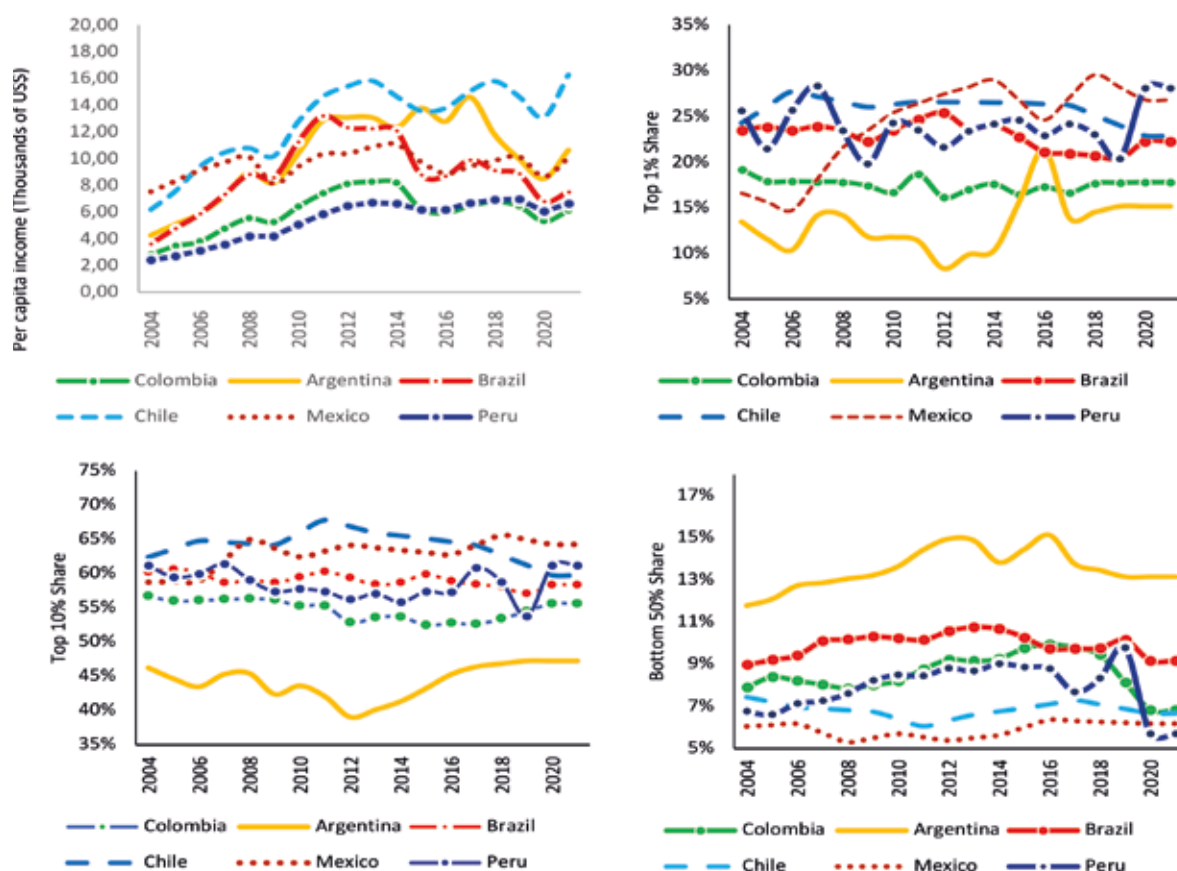 Per capita income (Thousands of US$)
20,00
18,00
16,00
14,00
12,00
10,00
8,00
6,00
4,00
2,00
0,00
2004 2006 2008 2010 2012 2014 2016 2018 2020
Colombia Argentina Brazil
Chile Mexico Peru
Top 1% Share
35%
30%
25%
20%
15%
10%
5%
2004 2006 2008 2010 2012 2014 2016 2018 2020
Colombia Argentina Brazil
Chile Mexico Peru
Top 10% Share
75%
70%
65%
60%
55%
50%
45%
40%
35%
2004 2006 2008 2010 2012 2014 2016 2018 2020
Colombia Argentina Brazil
Chile Mexico Peru
Bottom 50% Share
17%
15%
13%
11%
9%
7%
5%
2004 2006 2008 2010 2012 2014 2016 2018 2020
Colombia Argentina Brazil
Chile Mexico Peru